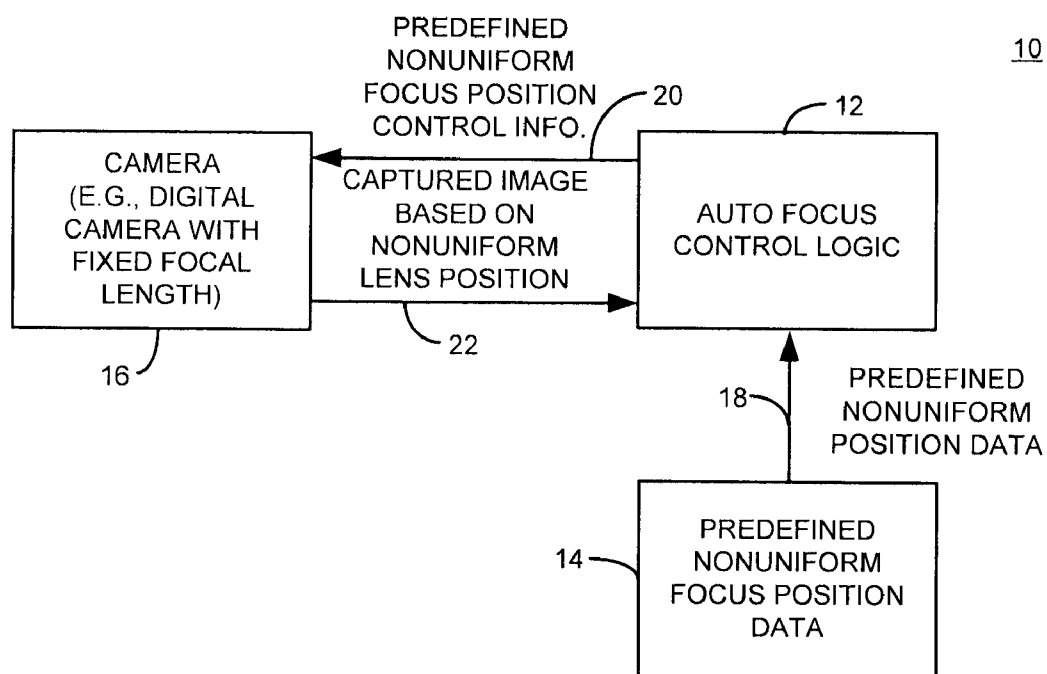 PREDEFINED
NONUNIFORM
FOCUS POSITION
CONTROL INFO.
10
20
12
CAMERA
(E.G., DIGITAL
CAMERA WITH
FIXED FOCAL
LENGTH)
CAPTURED IMAGE
BASED ON
NONUNIFORM
LENS POSITION
AUTO FOCUS
CONTROL LOGIC
16
22
18
PREDEFINED
NONUNIFORM
POSITION DATA
14
PREDEFINED
NONUNIFORM
FOCUS POSITION
DATA